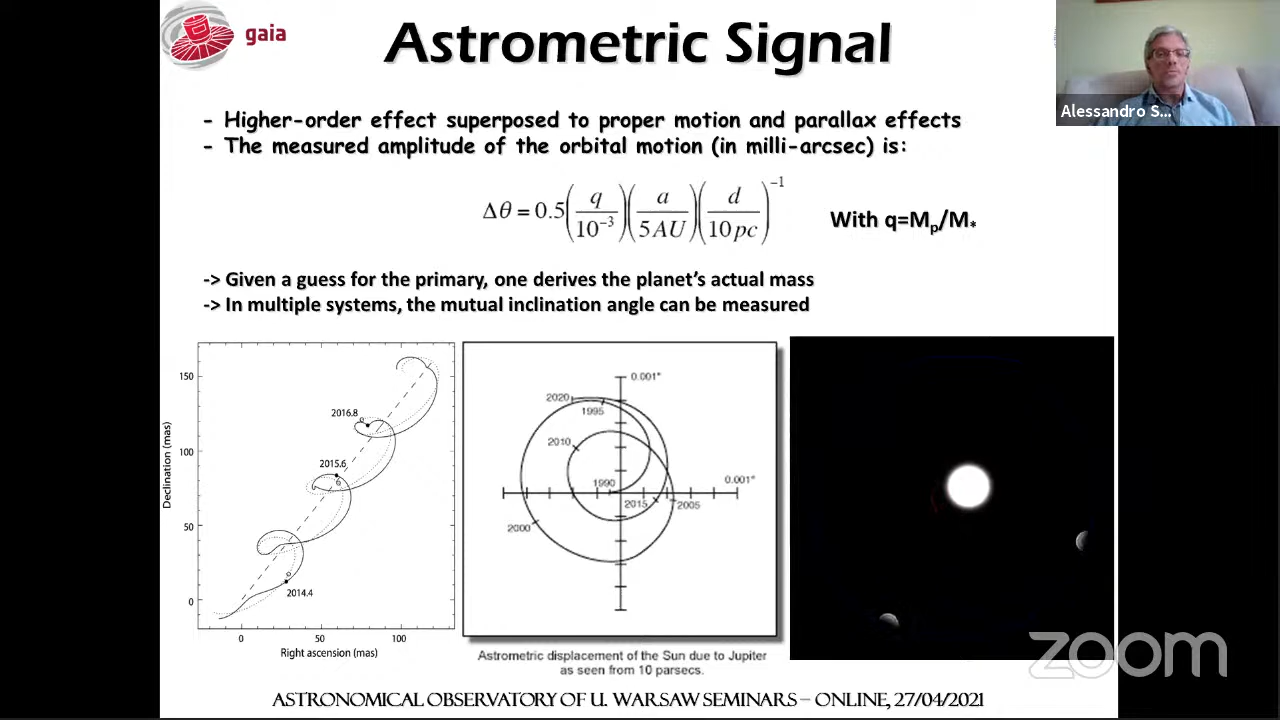 gaia
Astrometric Signal
Alessandro S...
- Higher-order effect superposed to proper motion and parallax effects
- The measured amplitude of the orbital motion (in milli-arcsec) is:
Δθ = 0.5(q/10⁻³)(a/5AU)(d/10pc)⁻¹
With q=Mp/M*
-> Given a guess for the primary, one derives the planet's actual mass
-> In multiple systems, the mutual inclination angle can be measured
Declination (mas)
150
100
50
0
2016.8
2015.6
2014.4
0
50
100
Right ascension (mas)
0.001"
2020
1995
2010
1990
0.001"
2015
2005
2000
Astrometric displacement of the Sun due to Jupiter
as seen from 10 parsecs.
zoom
ASTRONOMICAL OBSERVATORY OF U. WARSAW SEMINARS – ONLINE, 27/04/2021